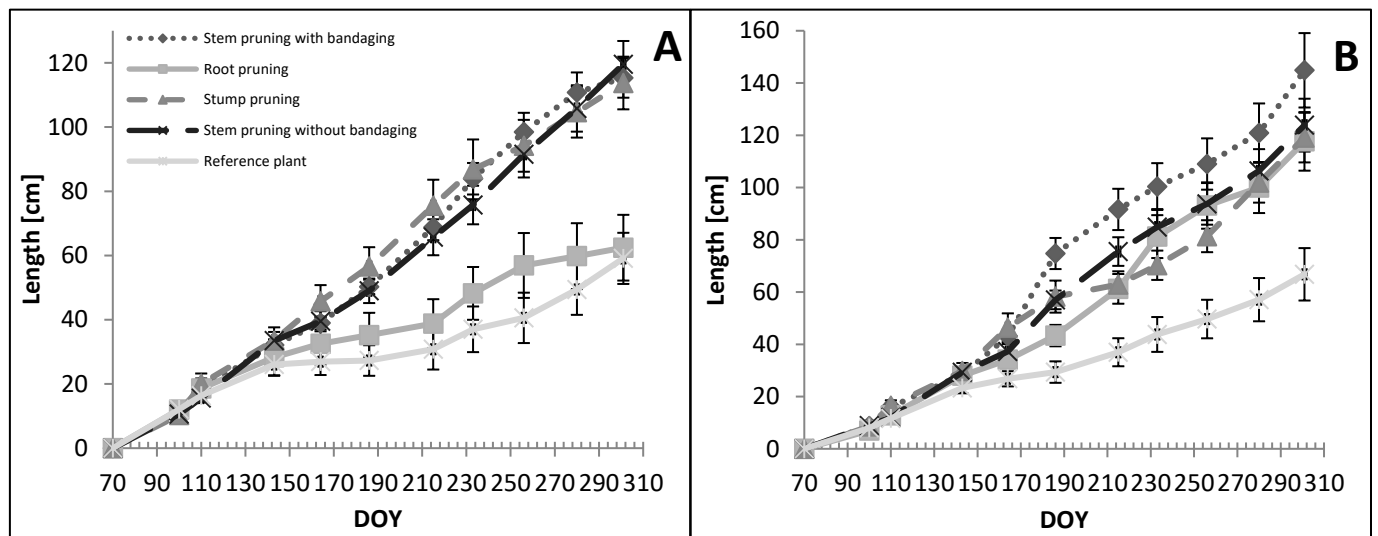 A
Stem pruning with bandaging
Root pruning
Stump pruning
Stem pruning without bandaging
Reference plant
120
100
80
60
40
20
0
Length [cm]
70 90 110 130 150 170 190 210 230 250 270 290 310
DOY
B
160
140
120
100
80
60
40
20
0
Length [cm]
70 90 110 130 150 170 190 210 230 250 270 290 310
DOY